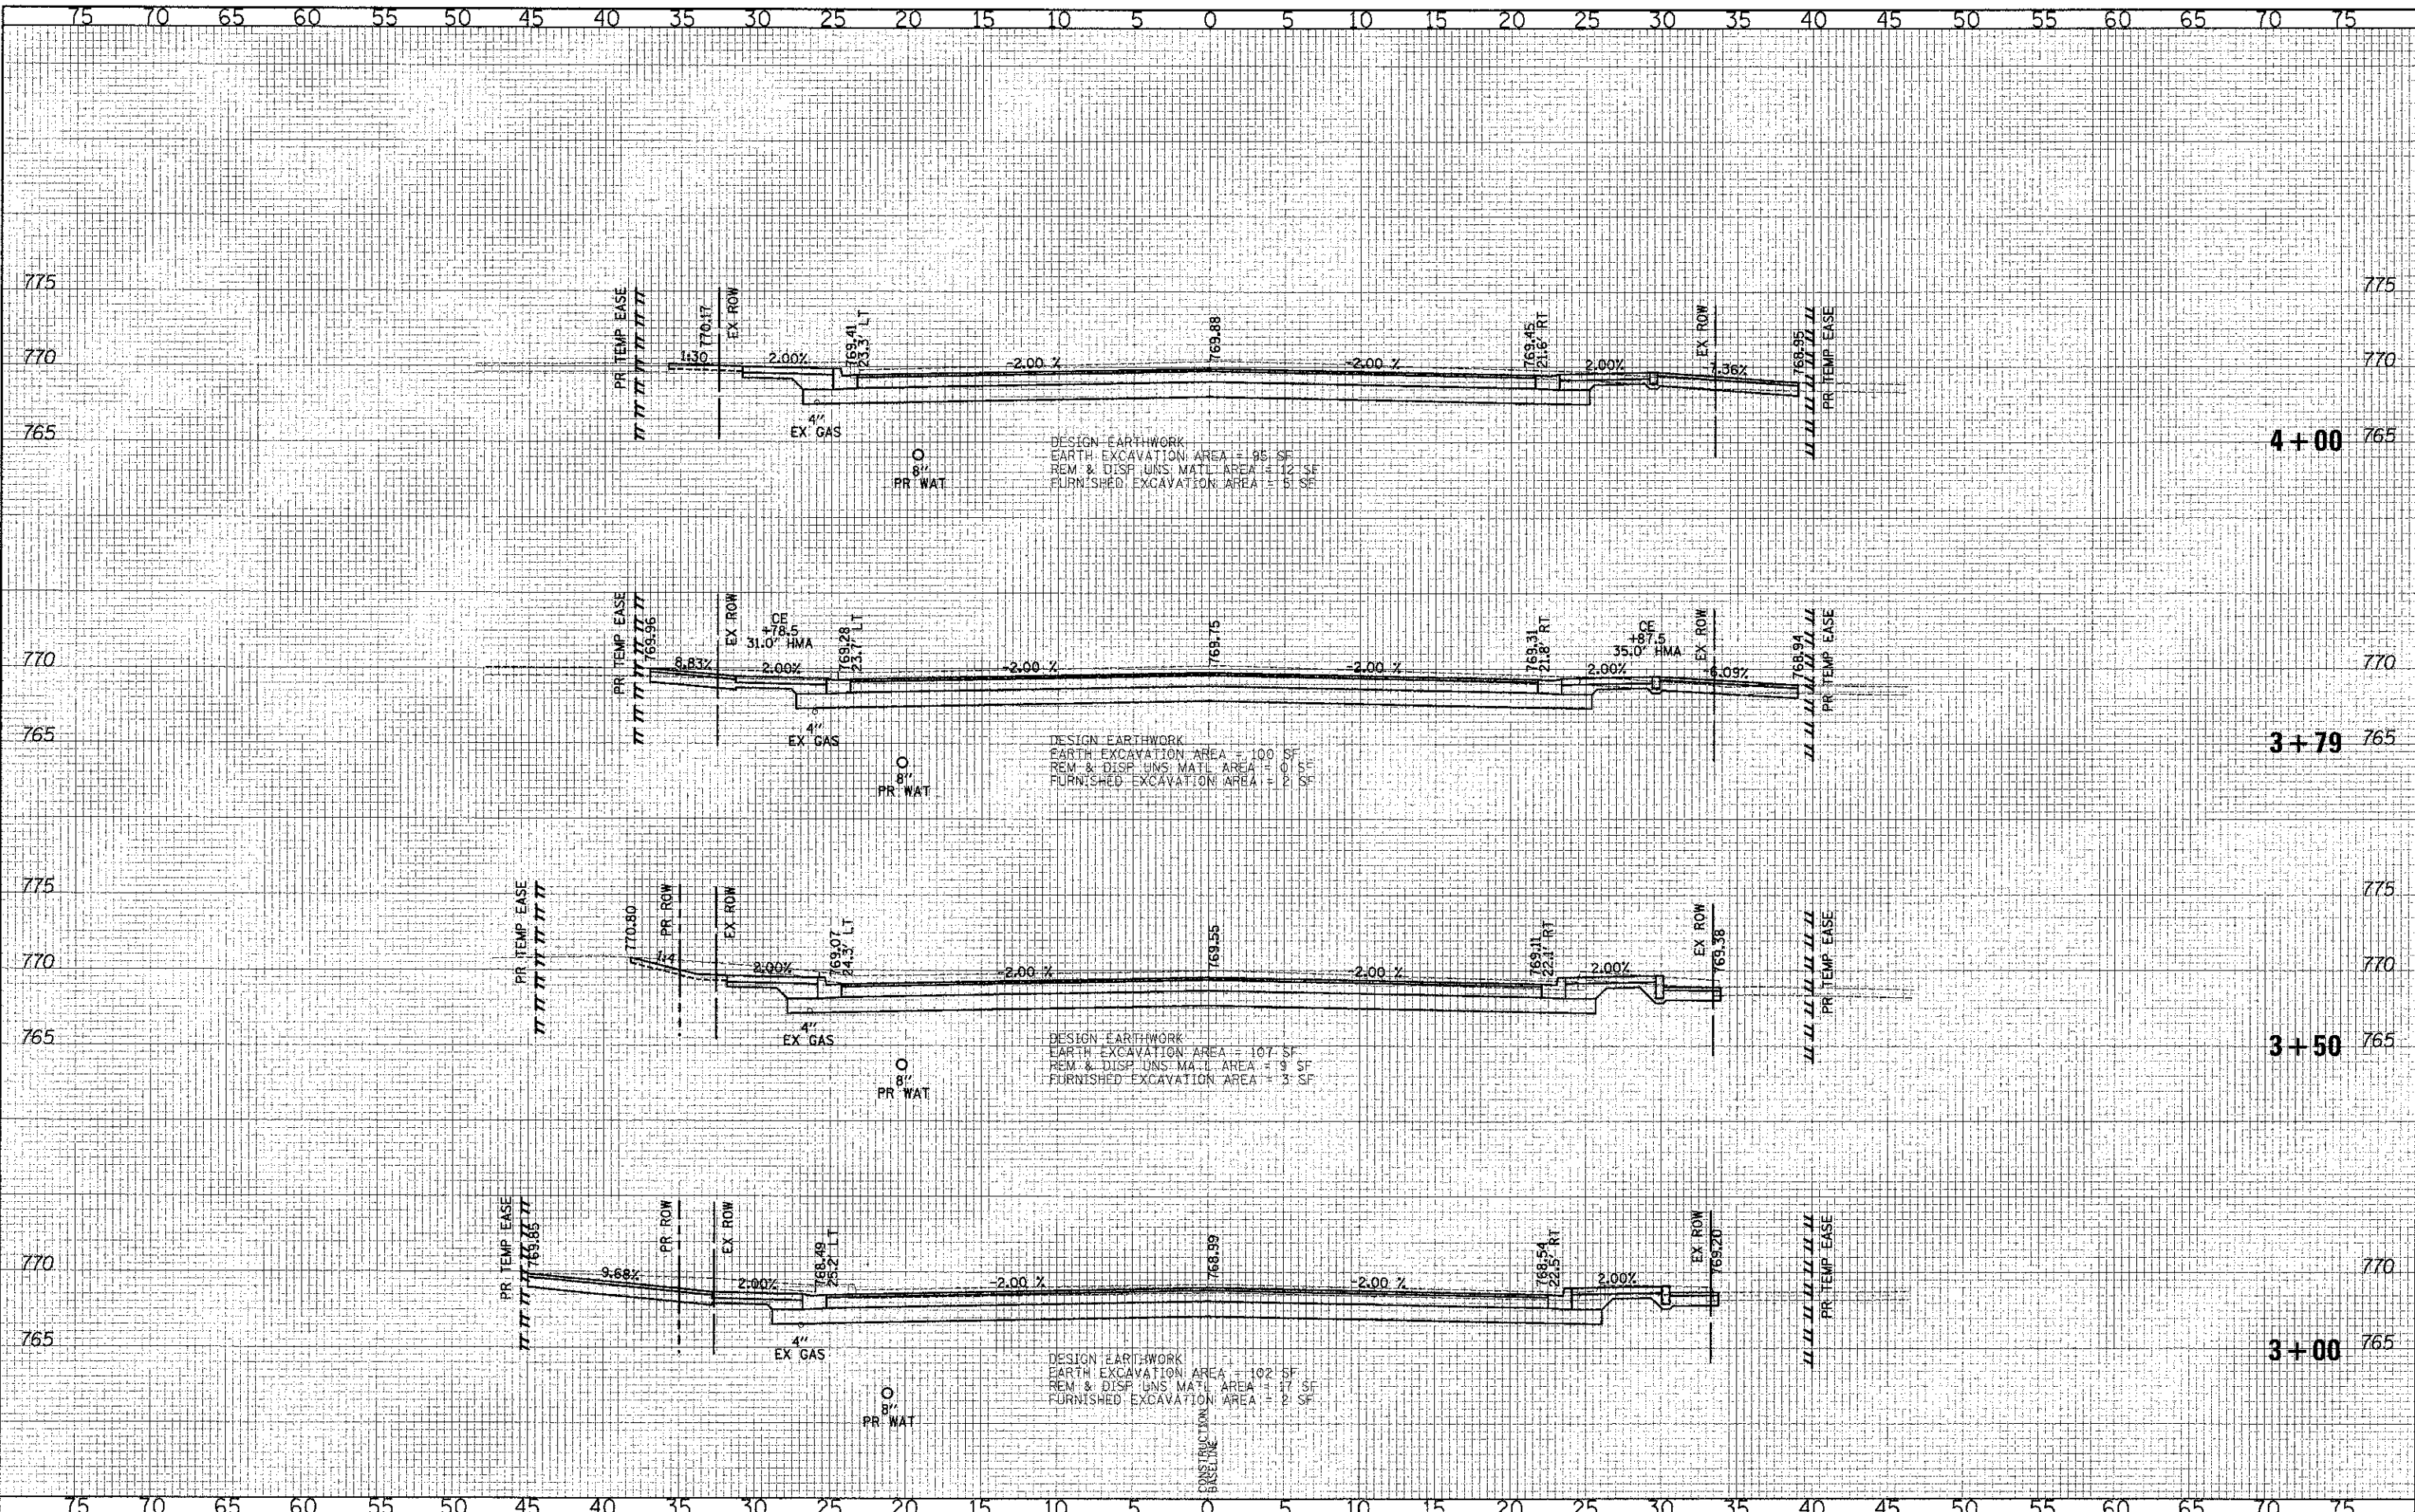 75 70 65 60 55 50 45 40 35 30 25 20 15 10 5 0 5 10 15 20 25 30 35 40 45 50 55 60 65 70 75
775 775
770 770
765 765
PR TEMP EASE
770.17
EX ROW
1:30
2.00%
769.41
23.3' LT
-2.00 %
769.88
-2.00 %
769.45
21.6' RT
2.00%
EX ROW
-7.36%
768.95
PR TEMP EASE
4"
EX GAS
8"
PR WAT
DESIGN EARTHWORK
EARTH EXCAVATION AREA = 95 SF
REM & DISP UNS MATL AREA = 12 SF
FURNISHED EXCAVATION AREA = 5 SF
4+00
770 770
765 765
PR TEMP EASE
769.96
8.83%
EX ROW
CE
+78.5
31.0' HMA
2.00%
769.28
23.7' LT
-2.00 %
769.75
-2.00 %
769.31
21.8' RT
CE
+87.5
35.0' HMA
2.00%
EX ROW
-6.09%
768.94
PR TEMP EASE
4"
EX GAS
8"
PR WAT
DESIGN EARTHWORK
EARTH EXCAVATION AREA = 100 SF
REM & DISP UNS MATL AREA = 0 SF
FURNISHED EXCAVATION AREA = 2 SF
3+79
775 775
770 770
765 765
PR TEMP EASE
770.80
1:4
PR ROW
EX ROW
2.00%
769.07
24.3' LT
-2.00 %
769.55
-2.00 %
769.11
22.1' RT
2.00%
EX ROW
769.38
PR TEMP EASE
4"
EX GAS
8"
PR WAT
DESIGN EARTHWORK
EARTH EXCAVATION AREA = 107 SF
REM & DISP UNS MATL AREA = 9 SF
FURNISHED EXCAVATION AREA = 3 SF
3+50
770 770
765 765
PR TEMP EASE
769.85
9.68%
PR ROW
EX ROW
2.00%
768.49
25.2' LT
-2.00 %
768.99
-2.00 %
768.54
22.5' RT
2.00%
EX ROW
769.20
PR TEMP EASE
4"
EX GAS
8"
PR WAT
DESIGN EARTHWORK
EARTH EXCAVATION AREA = 102 SF
REM & DISP UNS MATL AREA = 17 SF
FURNISHED EXCAVATION AREA = 2 SF
3+00
CONSTRUCTION
BASELINE
75 70 65 60 55 50 45 40 35 30 25 20 15 10 5 0 5 10 15 20 25 30 35 40 45 50 55 60 65 70 75